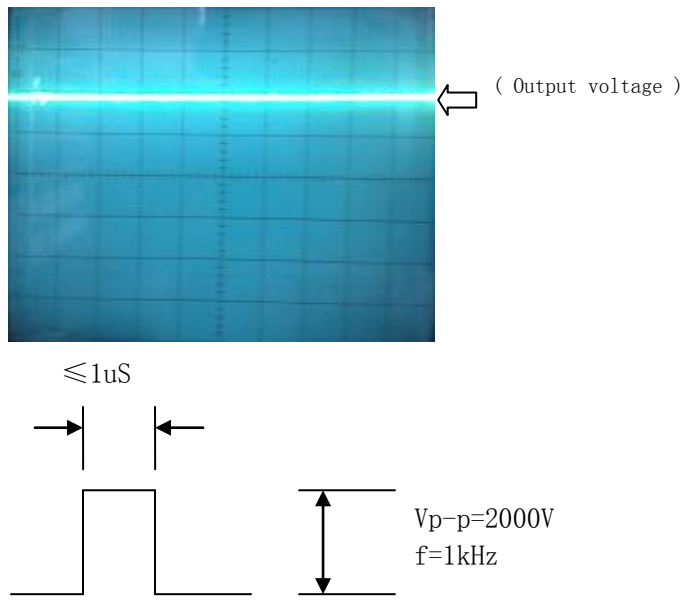 ( Output voltage )
≤1uS
Vp-p=2000V
f=1kHz